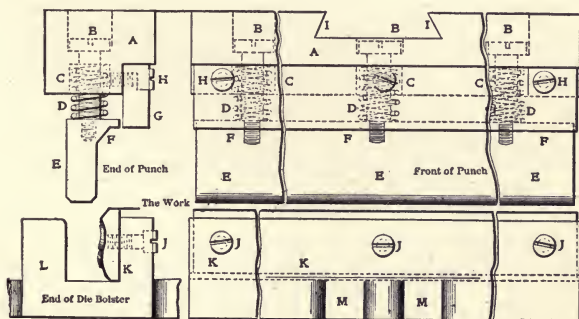 B B I B I B
A A
H C H C C C H
D G D D D
F F F F
E End of Punch E E Front of Punch E
The Work
J J J J
L K K K
End of Die Bolster M M